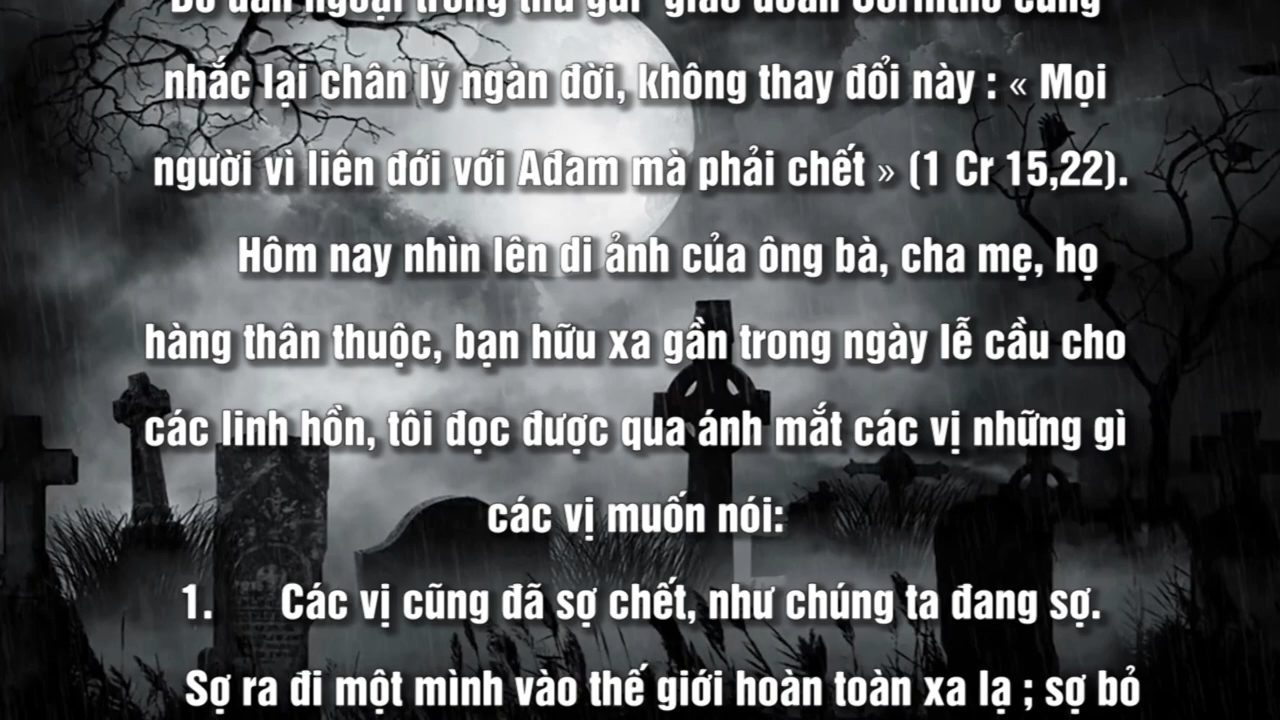 nhắc lại chân lý ngàn đời, không thay đổi này : « Mọi
người vì liên đới với Ađam mà phải chết » (1 Cr 15,22).
Hôm nay nhìn lên di ảnh của ông bà, cha mẹ, họ
hàng thân thuộc, bạn hữu xa gần trong ngày lễ cầu cho
các linh hồn, tôi đọc được qua ánh mắt các vị những gì
các vị muốn nói:
1. Các vị cũng đã sợ chết, như chúng ta đang sợ.
Sợ ra đi một mình vào thế giới hoàn toàn xa lạ ; sợ bỏ